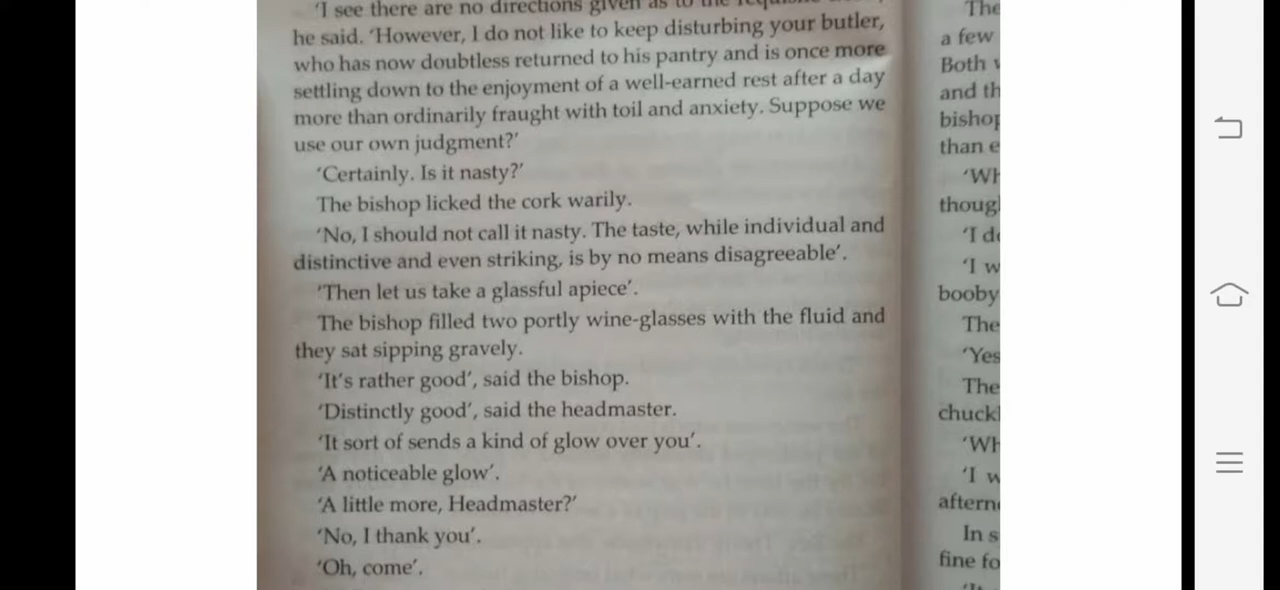 'I see there are no directions given as to the
he said. 'However, I do not like to keep disturbing your butler,
who has now doubtless returned to his pantry and is once more
settling down to the enjoyment of a well-earned rest after a day
more than ordinarily fraught with toil and anxiety. Suppose we
use our own judgment?'
'Certainly. Is it nasty?'
The bishop licked the cork warily.
'No, I should not call it nasty. The taste, while individual and
distinctive and even striking, is by no means disagreeable'.
'Then let us take a glassful apiece'.
The bishop filled two portly wine-glasses with the fluid and
they sat sipping gravely.
'It's rather good', said the bishop.
'Distinctly good', said the headmaster.
'It sort of sends a kind of glow over you'.
'A noticeable glow'.
'A little more, Headmaster?'
'No, I thank you'.
'Oh, come'.
The
a few
Both
and th
bishop
than e
'Wh
though
'I d
'I w
booby
The
'Yes
The
chuckl
'Wh
'I w
afterno
In s
fine fo